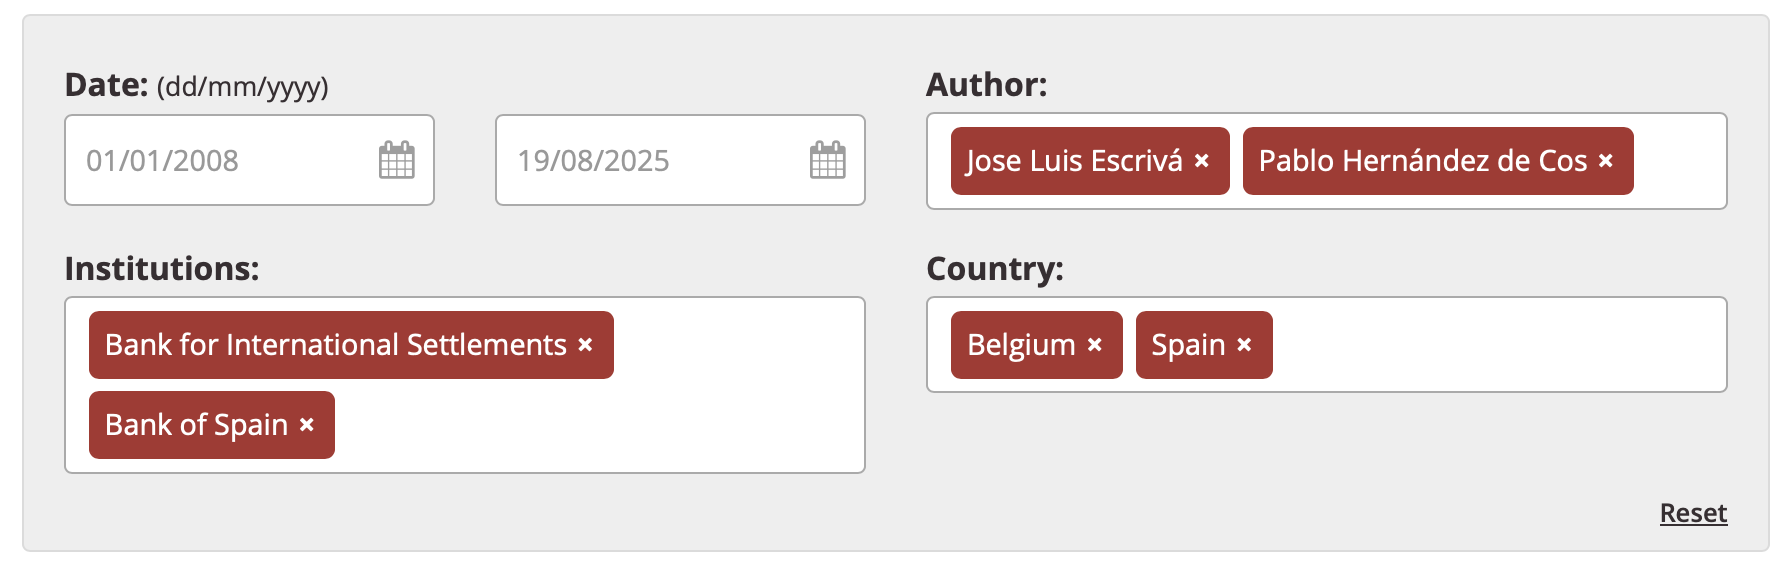 Date: (dd/mm/yyyy)
01/01/2008
19/08/2025
Author:
Jose Luis Escrivá × Pablo Hernández de Cos ×
Institutions:
Bank for International Settlements ×
Bank of Spain ×
Country:
Belgium × Spain ×
Reset